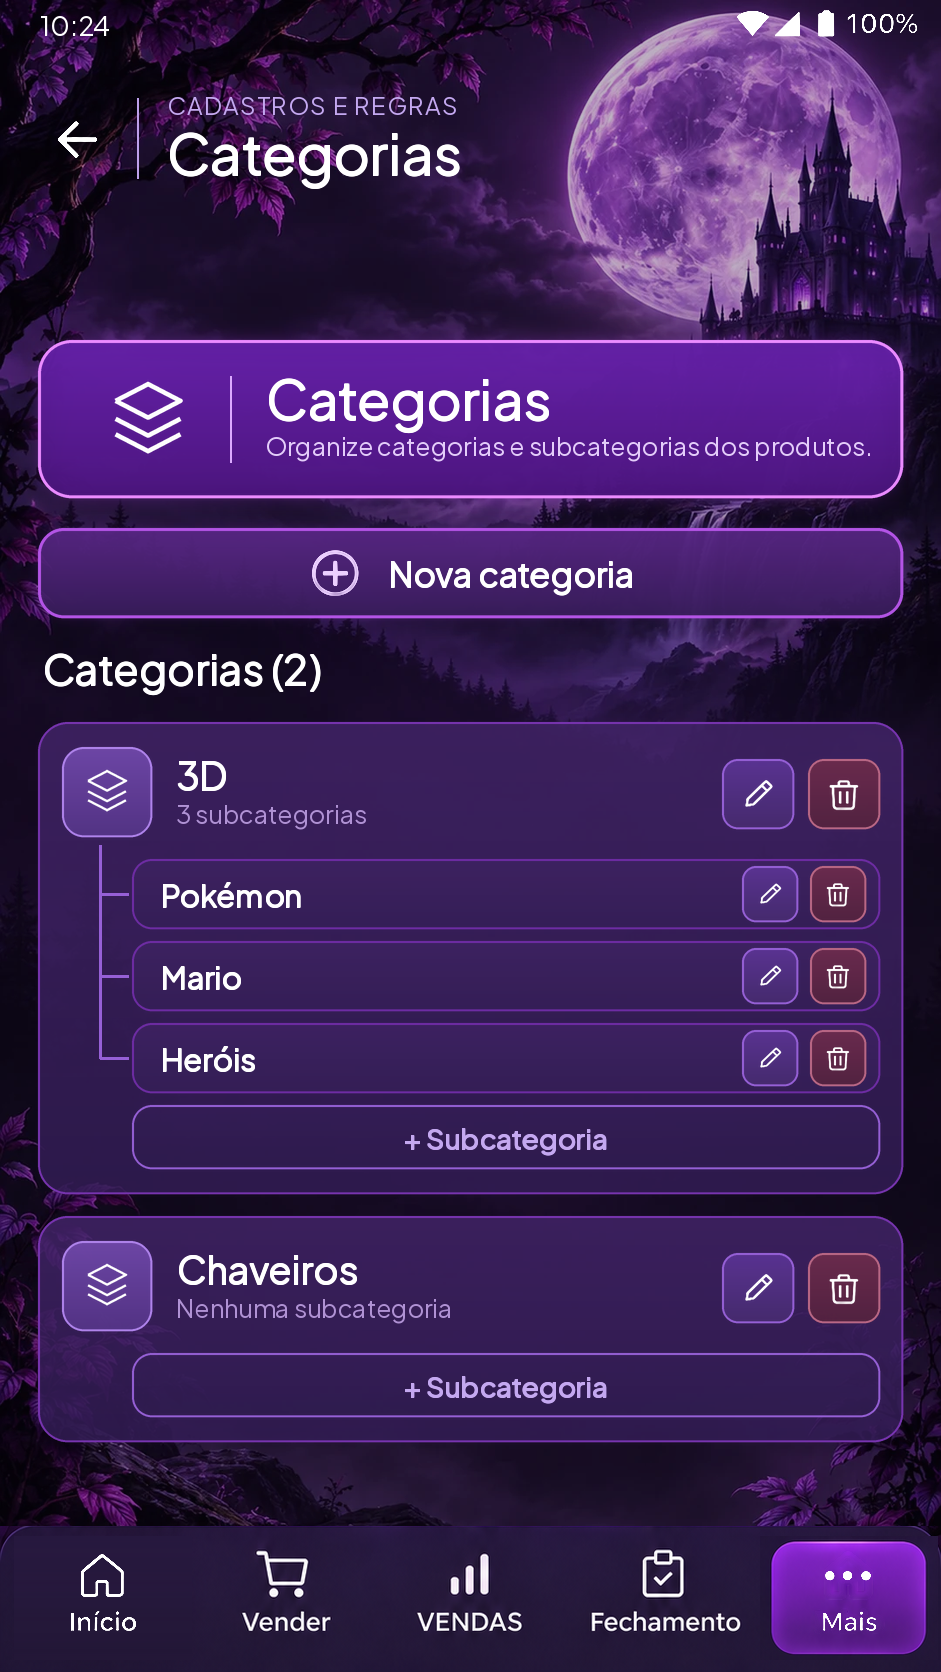 10:24
100%
CADASTROS E REGRAS
Categorias
Categorias
Organize categorias e subcategorias dos produtos.
Nova categoria
Categorias (2)
3D
3 subcategorias
Pokémon
Mario
Heróis
+ Subcategoria
Chaveiros
Nenhuma subcategoria
+ Subcategoria
Início
Vender
VENDAS
Fechamento
Mais